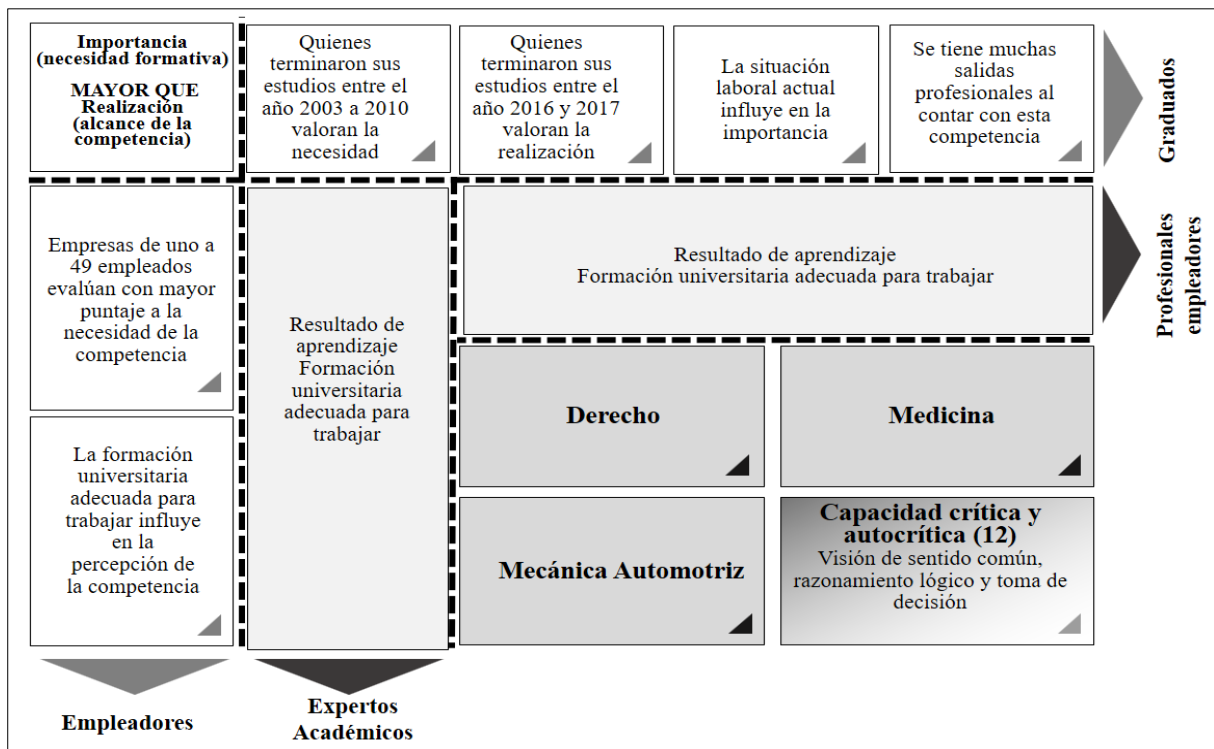 Importancia
(necesidad formativa)
MAYOR QUE
Realización
(alcance de la
competencia)
Quienes
terminaron sus
estudios entre el
año 2003 a 2010
valoran la
necesidad
Quienes
terminaron sus
estudios entre el
año 2016 y 2017
valoran la
realización
La situación
laboral actual
influye en la
importancia
Se tiene muchas
salidas
profesionales al
contar con esta
competencia
Graduados
Empresas de uno a
49 empleados
evalúan con mayor
puntaje a la
necesidad de la
competencia
Resultado de
aprendizaje
Formación
universitaria
adecuada para
trabajar
Resultado de aprendizaje
Formación universitaria adecuada para trabajar
Profesionales
empleadores
Derecho
Medicina
La formación
universitaria
adecuada para
trabajar influye
en la
percepción de
la competencia
Mecánica Automotriz
Capacidad crítica y
autocrítica (12)
Visión de sentido común,
razonamiento lógico y toma de
decisión
Empleadores
Expertos
Académicos